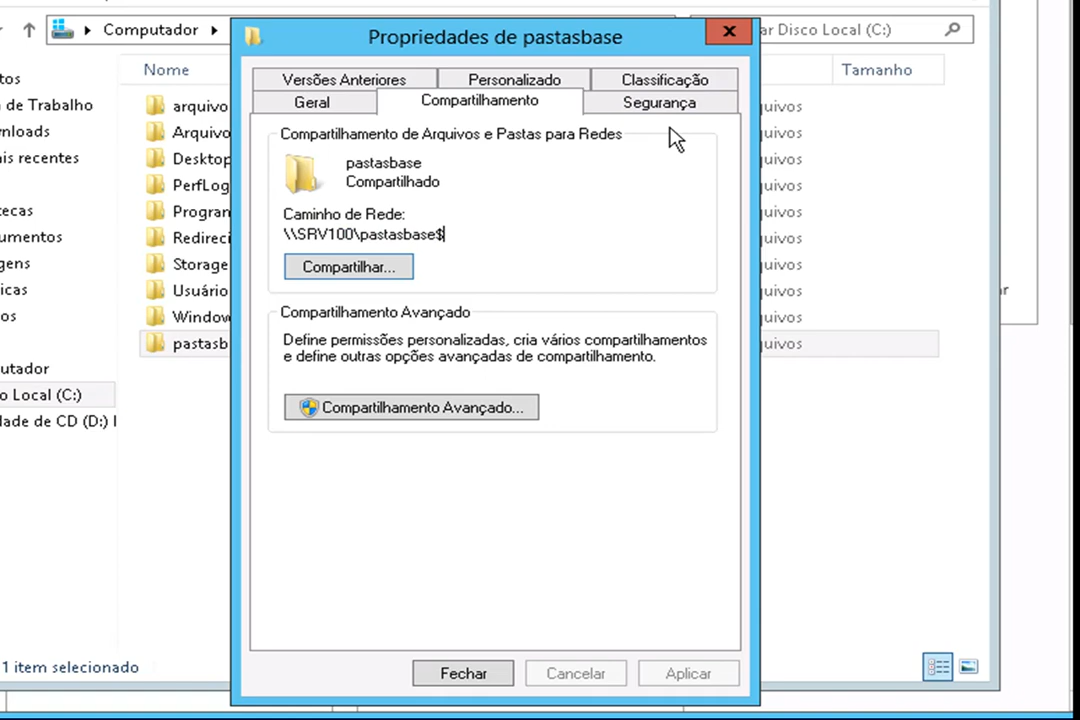 Computador
ar Disco Local (C:)
Propriedades de pastasbase
Versões Anteriores
Personalizado
Classificação
Geral
Compartilhamento
Segurança
Compartilhamento de Arquivos e Pastas para Redes
pastasbase
Compartilhado
Caminho de Rede:
\\SRV100\pastasbase$
Compartilhar...
Compartilhamento Avançado
Define permissões personalizadas, cria vários compartilhamentos
e define outras opções avançadas de compartilhamento.
Compartilhamento Avançado...
Fechar
Cancelar
Aplicar
Nome
Tamanho
arquivo
Arquivo
Desktop
PerfLog
Program
Redireci
Storage
Usuário
Window
pastasb
quivos
quivos
quivos
quivos
quivos
quivos
quivos
quivos
quivos
quivos
tos
de Trabalho
nloads
is recentes
tecas
umentos
gens
icas
os
utador
o Local (C:)
dade de CD (D:) I
ar
1 item selecionado